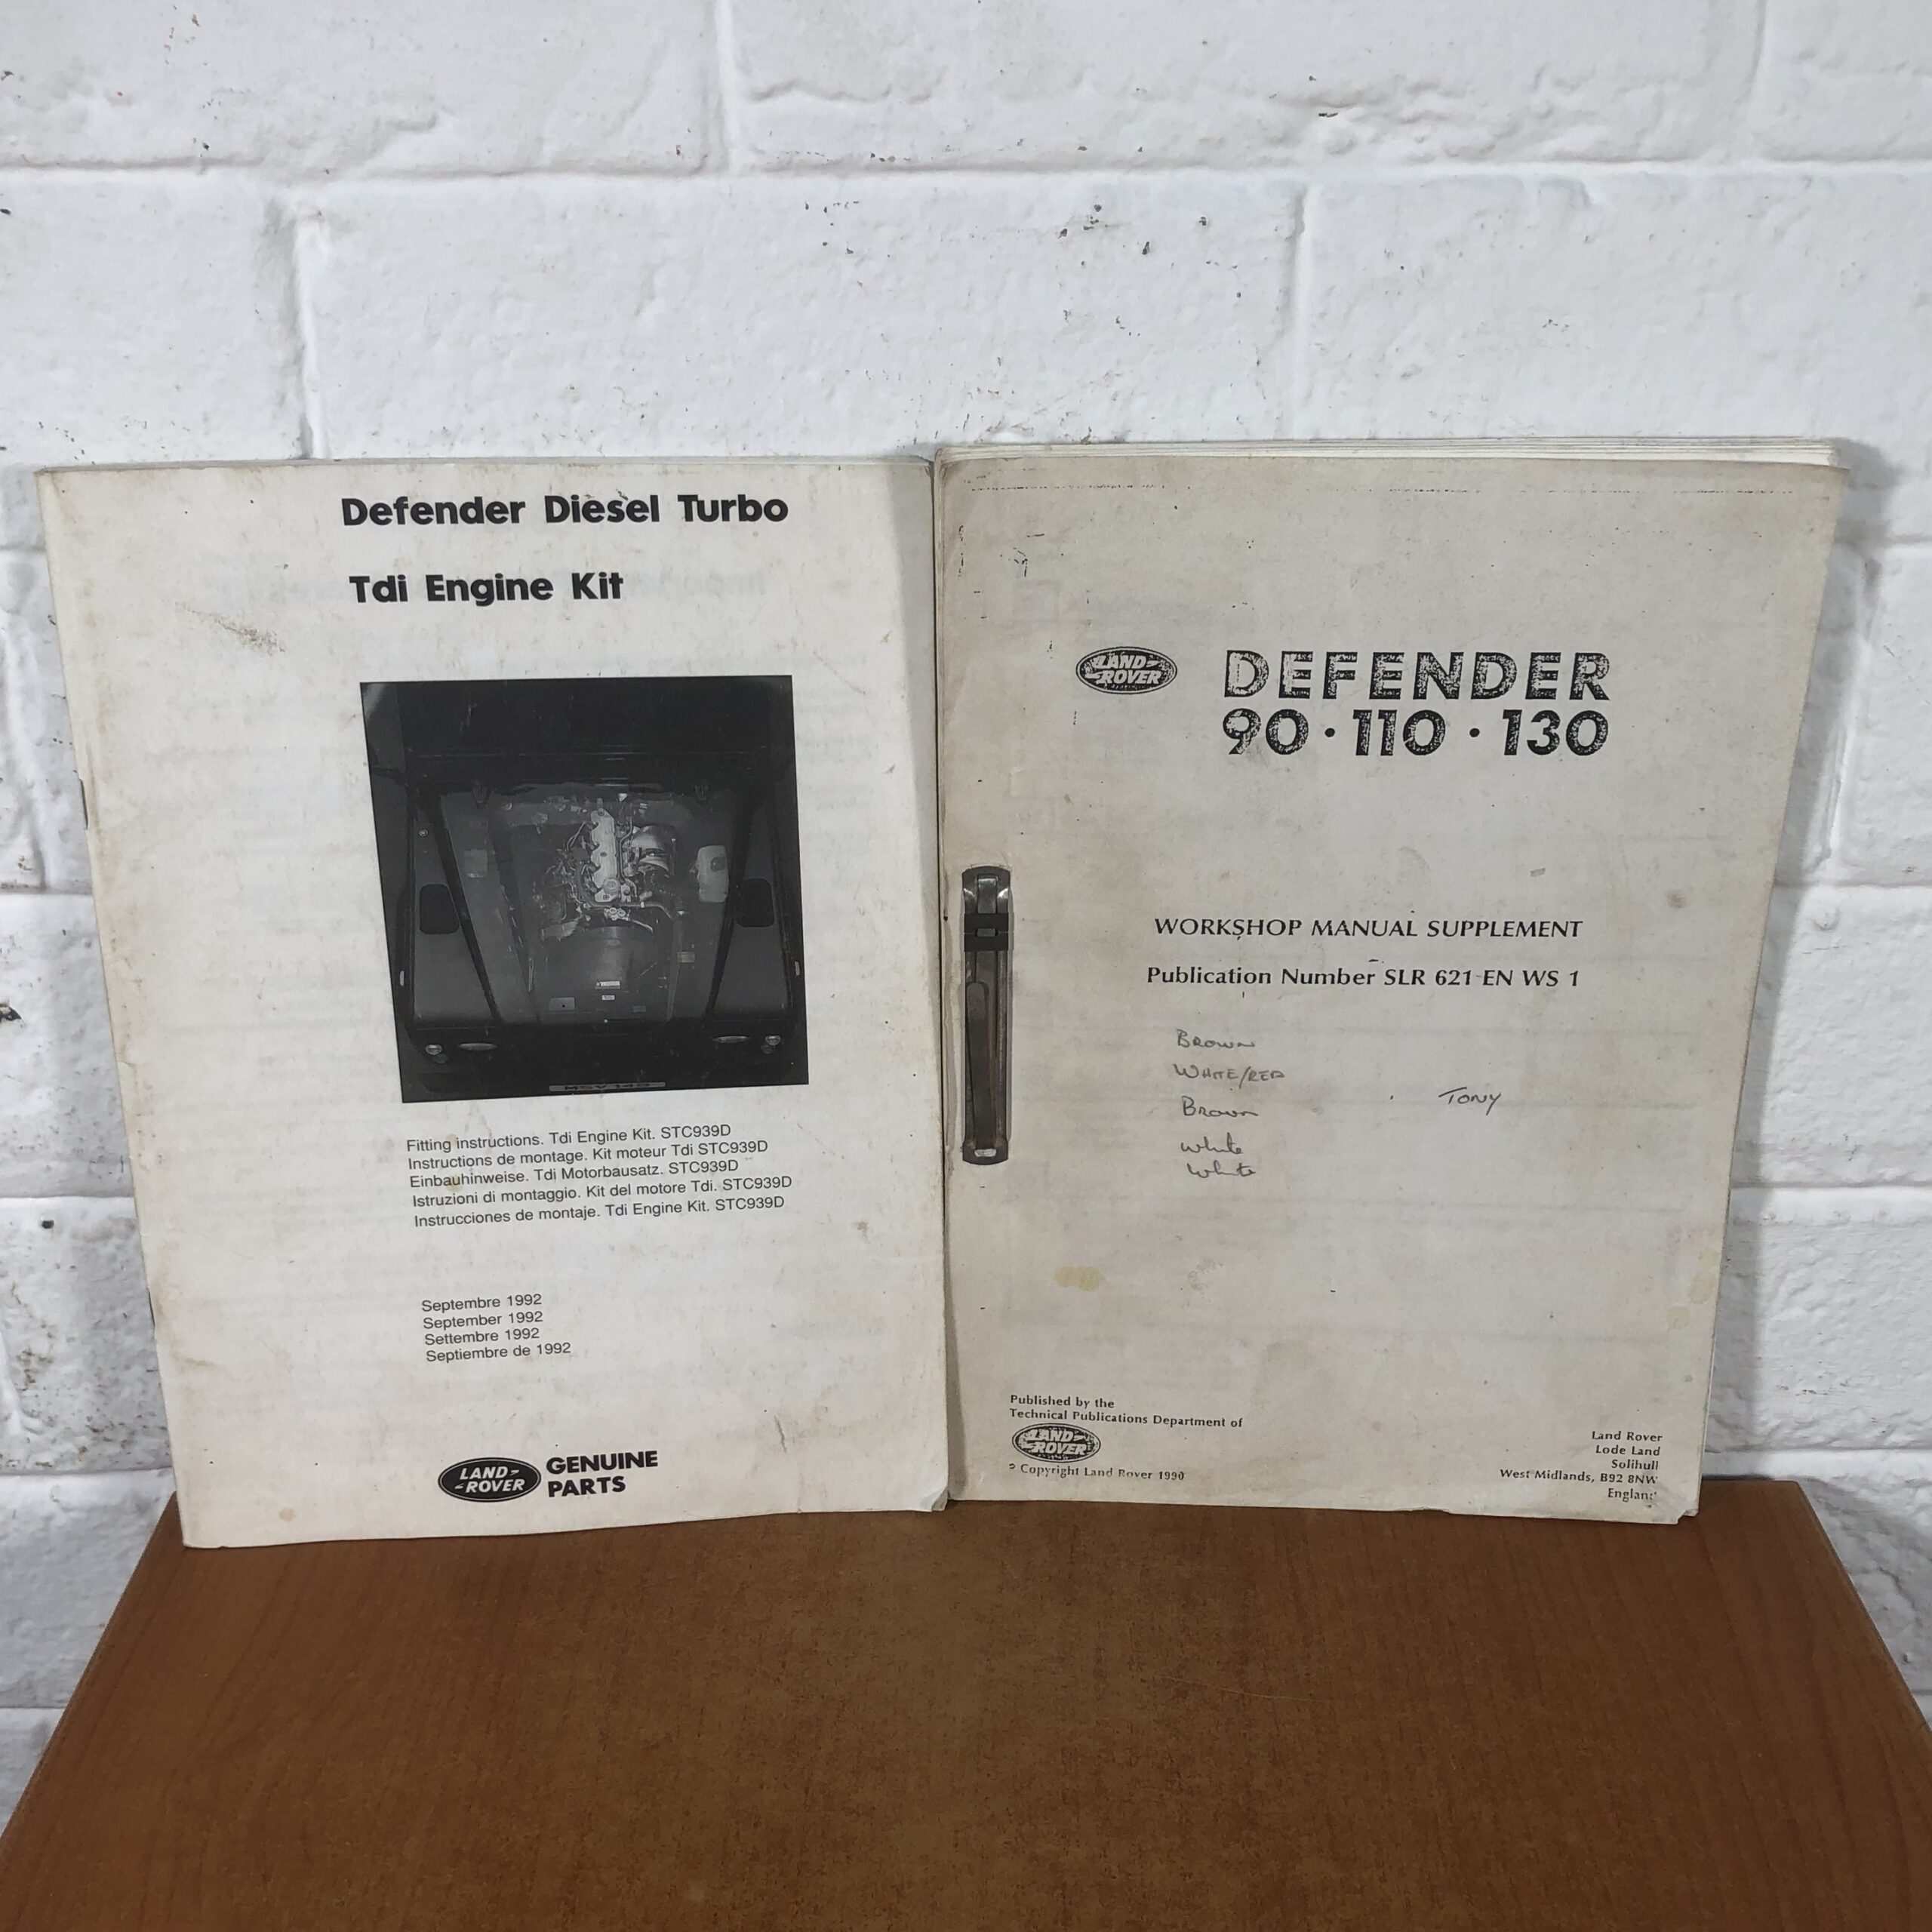 Defender Diesel Turbo
Tdi Engine Kit
Fitting instructions. Tdi Engine Kit. STC939D
Instructions de montage. Kit moteur Tdi STC939D
Einbauhinweise. Tdi Motorbausatz. STC939D
Istruzioni di montaggio. Kit del motore Tdi. STC939D
Instrucciones de montaje. Tdi Engine Kit. STC939D
Septembre 1992
September 1992
Settembre 1992
Septiembre de 1992
LAND
ROVER
GENUINE
PARTS
LAND
ROVER
DEFENDER
90 · 110 · 130
WORKSHOP MANUAL SUPPLEMENT
Publication Number SLR 621 EN WS 1
BROWN
WHITE/RED
BROWN
TONY
white
white
Published by the
Technical Publications Department of
LAND
ROVER
Copyright Land Rover 1990
Land Rover
Lode Land
Solihull
West Midlands, B92 8NW
England